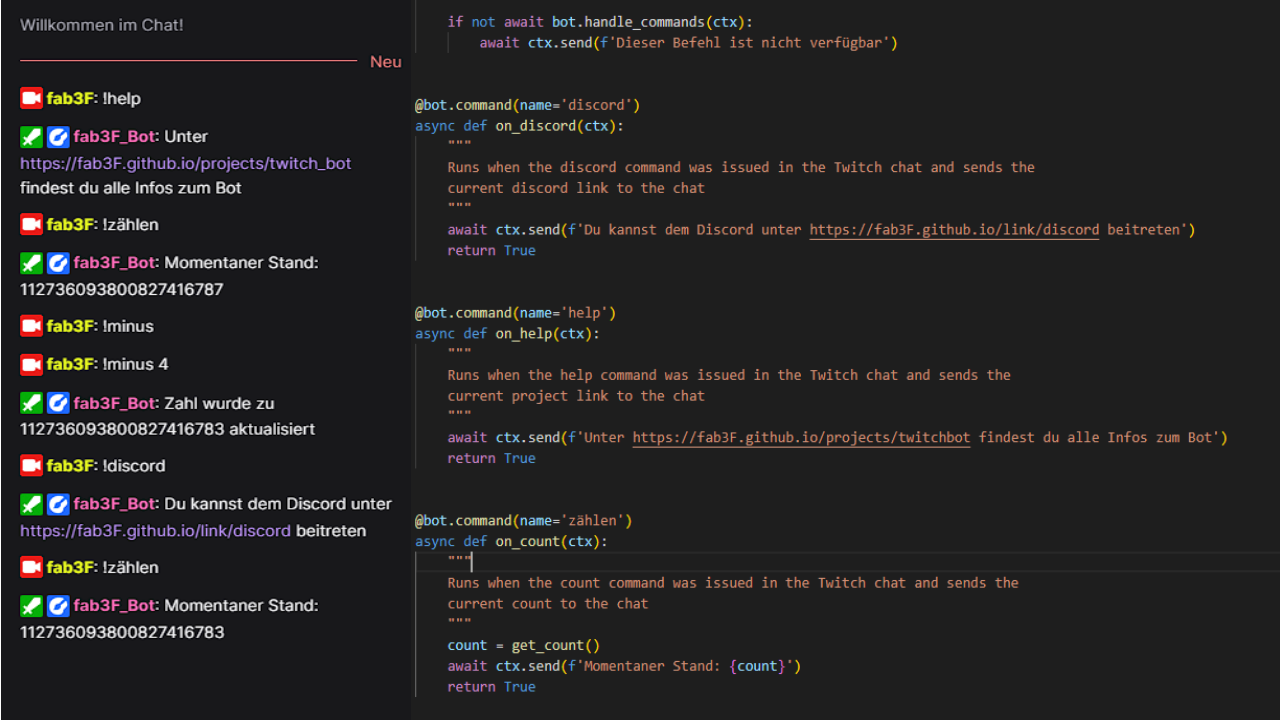 Willkommen im Chat!
Neu
fab3F: !help
fab3F_Bot: Unter
https://fab3F.github.io/projects/twitch_bot
findest du alle Infos zum Bot
fab3F: !zählen
fab3F_Bot: Momentaner Stand:
112736093800827416787
fab3F: !minus
fab3F: !minus 4
fab3F_Bot: Zahl wurde zu
112736093800827416783 aktualisiert
fab3F: !discord
fab3F_Bot: Du kannst dem Discord unter
https://fab3F.github.io/link/discord beitreten
fab3F: !zählen
fab3F_Bot: Momentaner Stand:
112736093800827416783
if not await bot.handle_commands(ctx):
await ctx.send(f'Dieser Befehl ist nicht verfügbar')
@bot.command(name='discord')
async def on_discord(ctx):
"""
Runs when the discord command was issued in the Twitch chat and sends the
current discord link to the chat
"""
await ctx.send(f'Du kannst dem Discord unter https://fab3F.github.io/link/discord beitreten')
return True
@bot.command(name='help')
async def on_help(ctx):
"""
Runs when the help command was issued in the Twitch chat and sends the
current project link to the chat
"""
await ctx.send(f'Unter https://fab3F.github.io/projects/twitchbot findest du alle Infos zum Bot')
return True
@bot.command(name='zählen')
async def on_count(ctx):
"""
Runs when the count command was issued in the Twitch chat and sends the
current count to the chat
"""
count = get_count()
await ctx.send(f'Momentaner Stand: {count}')
return True